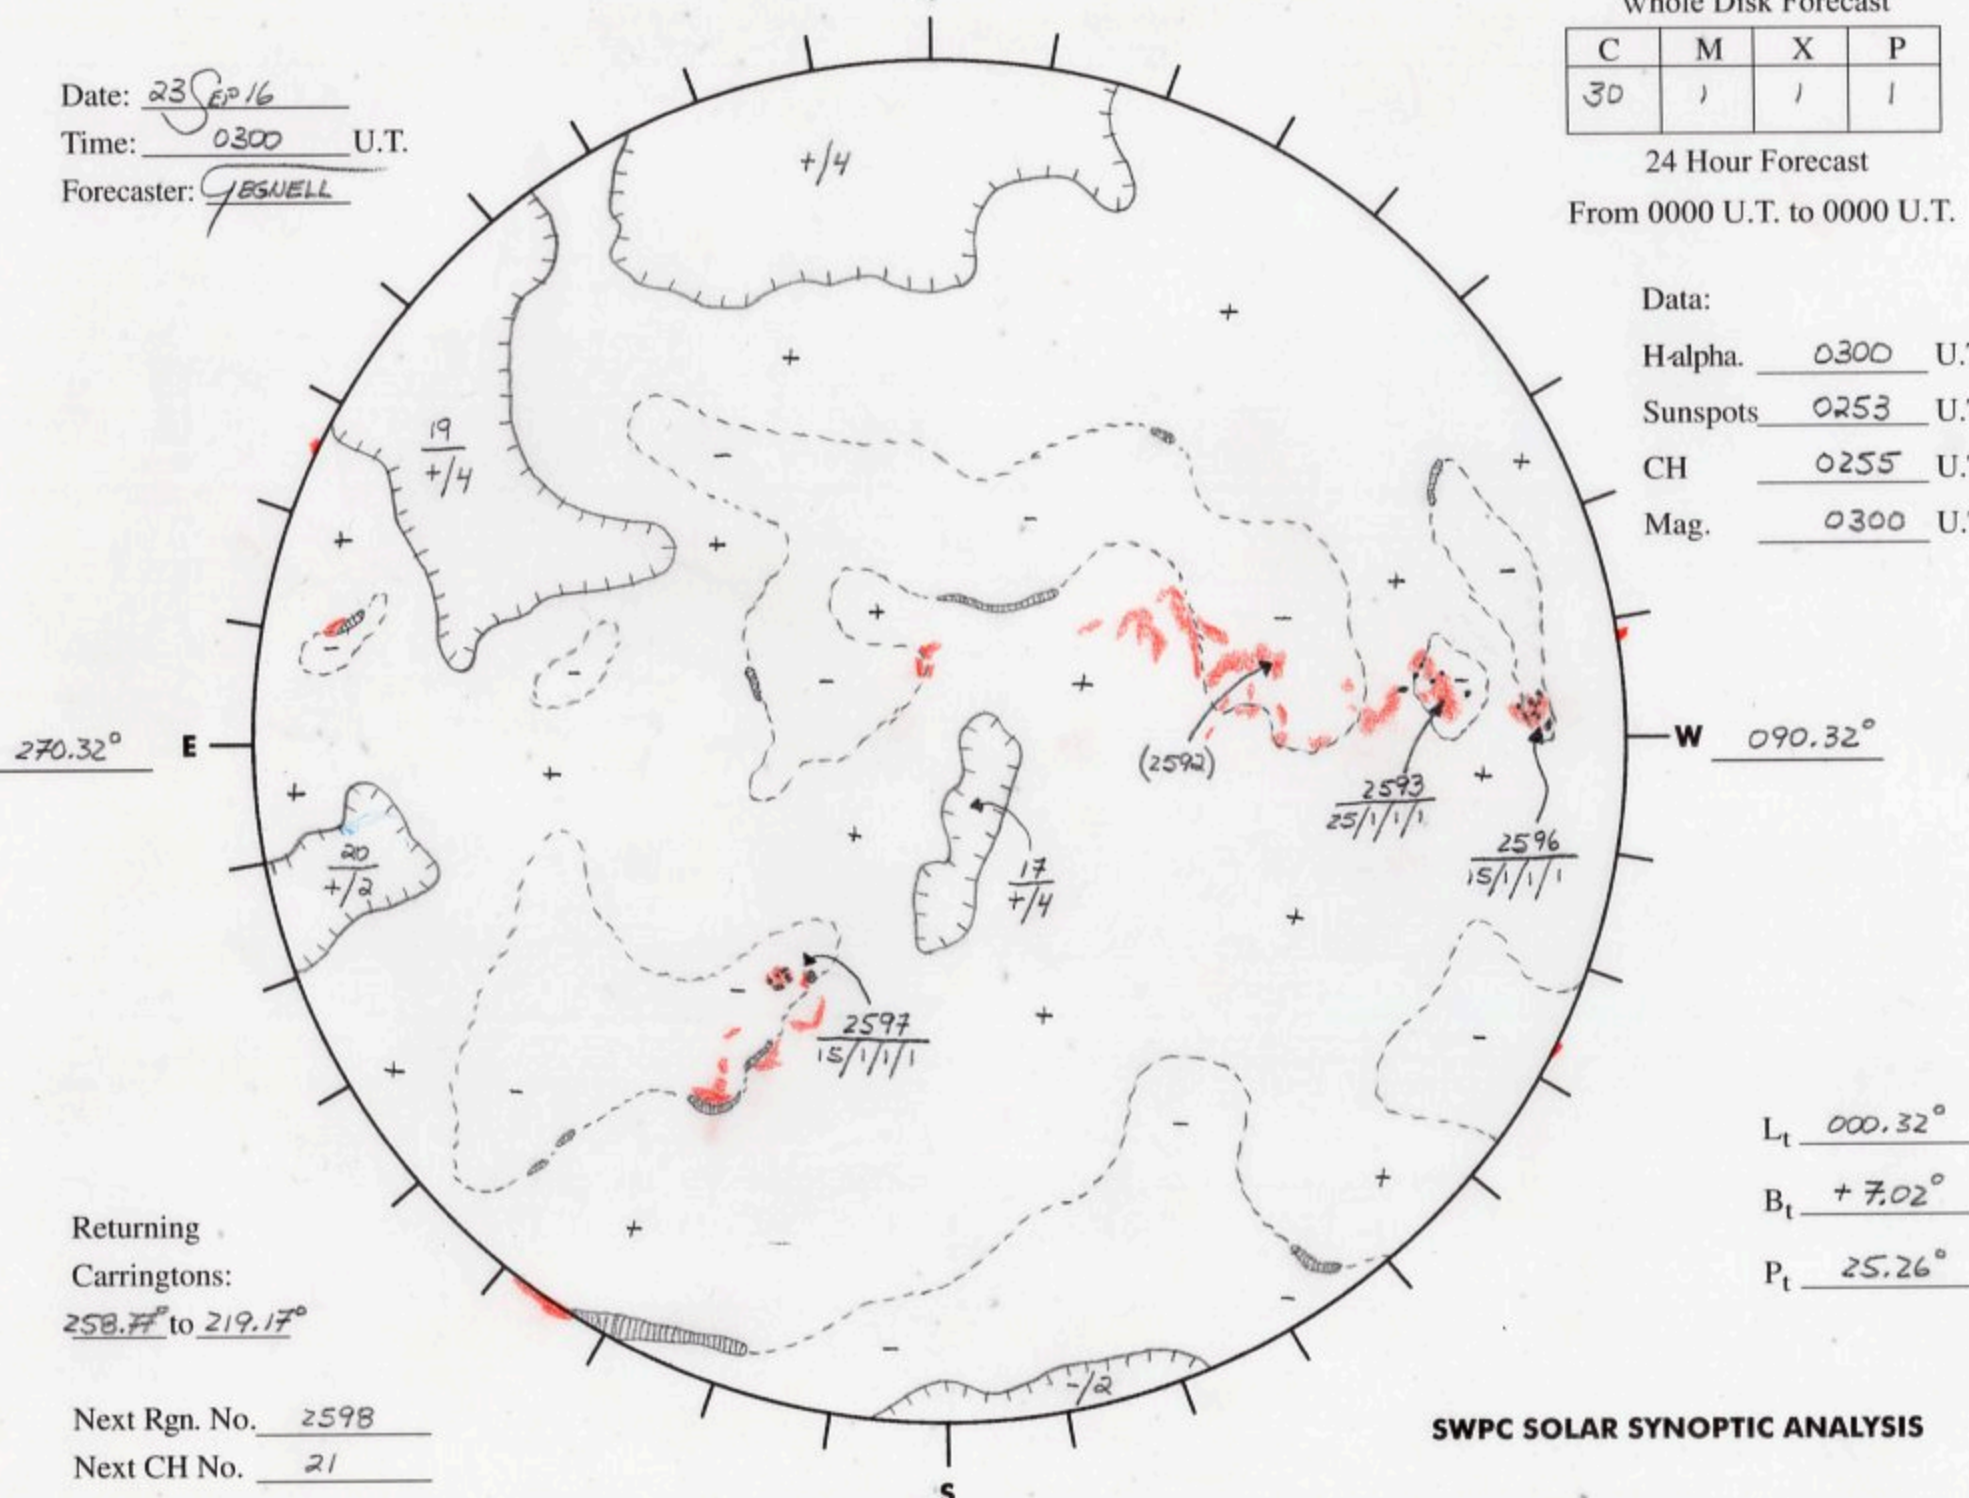 Whole Disk Forecast
C M X P
30 1 1 1
24 Hour Forecast
From 0000 U.T. to 0000 U.T.
Date: 23 SEP 16
Time: 0300 U.T.
Forecaster: GEGNELL
Data:
H-alpha. 0300 U.T
Sunspots 0253 U.T
CH 0255 U.T
Mag. 0300 U.T
+/4
19
+/4
270.32° E
W 090.32°
(2592)
2593
25/1/1/1
2596
15/1/1/1
20
+/2
17
+/4
2597
15/1/1/1
Lt 000.32°
Bt +7.02°
Pt 25.26°
Returning
Carringtons:
258.77° to 219.17°
-/2
Next Rgn. No. 2598
Next CH No. 21
SWPC SOLAR SYNOPTIC ANALYSIS
S